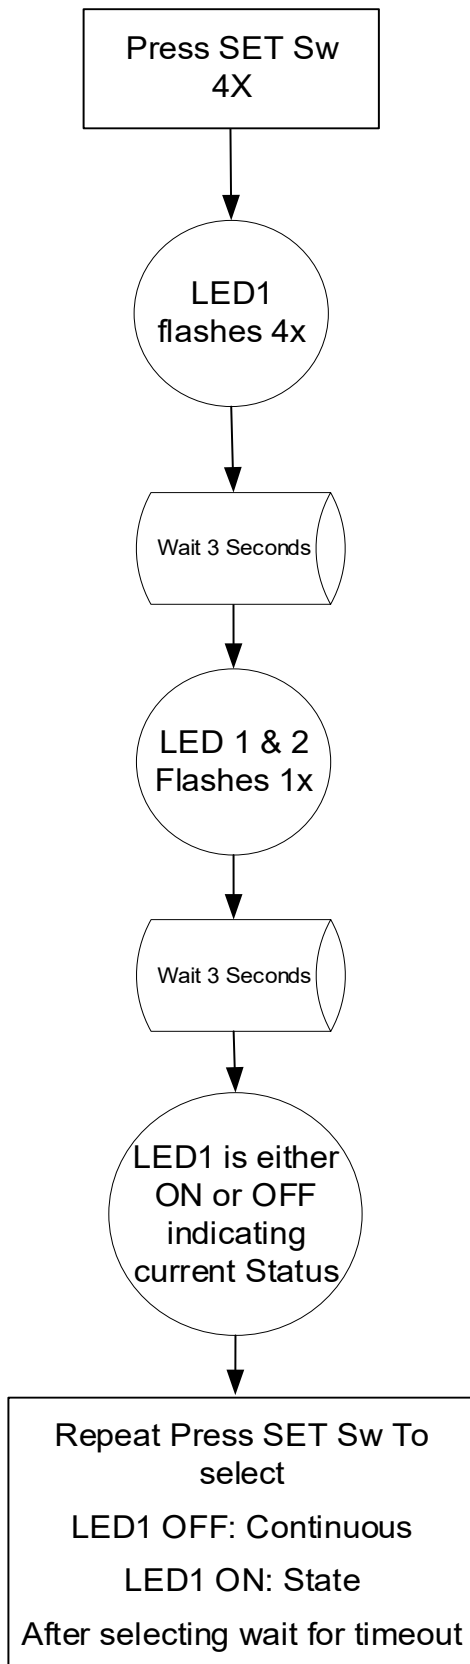 Press SET Sw
4X
LED1
flashes 4x
Wait 3 Seconds
LED 1 & 2
Flashes 1x
Wait 3 Seconds
LED1 is either
ON or OFF
indicating
current Status
Repeat Press SET Sw To
select
LED1 OFF: Continuous
LED1 ON: State
After selecting wait for timeout